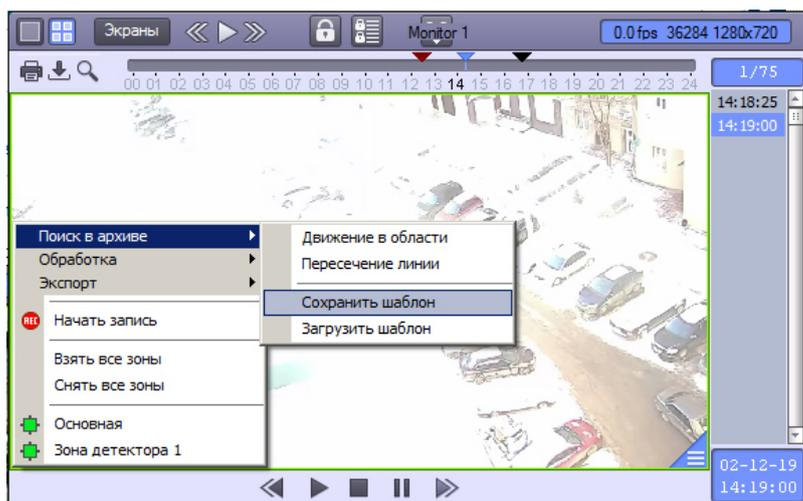 Экраны
Monitor 1
0.0 fps 36284 1280x720
00 01 02 03 04 05 06 07 08 09 10 11 12 13 14 15 16 17 18 19 20 21 22 23 24
1/75
14:18:25
14:19:00
Поиск в архиве
Обработка
Экспорт
REC Начать запись
Взять все зоны
Снять все зоны
Основная
Зона детектора 1
Движение в области
Пересечение линии
Сохранить шаблон
Загрузить шаблон
02-12-19
14:19:00